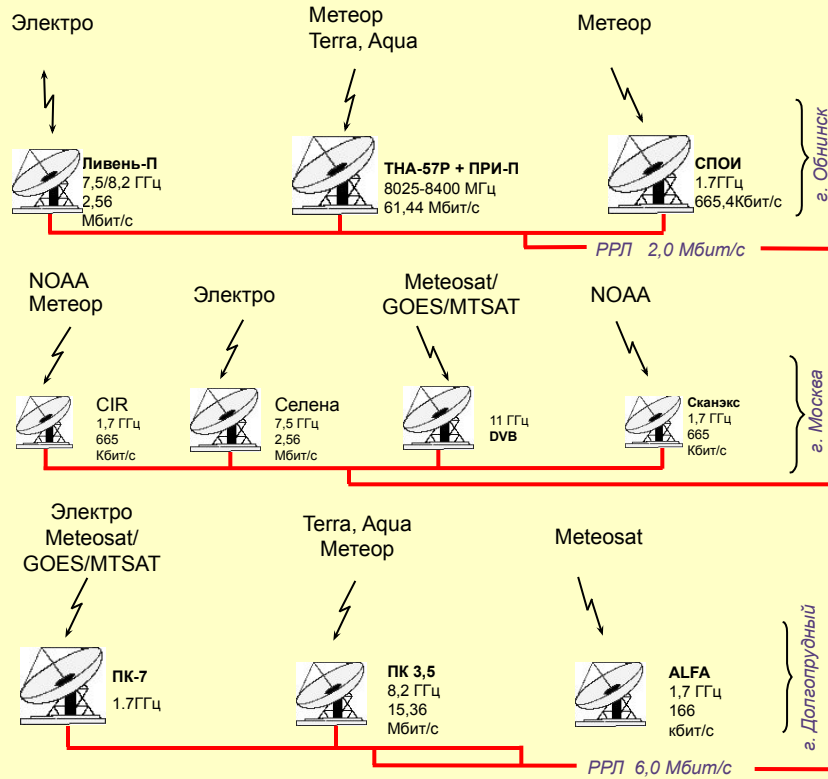 Электро
Метеор
Terra, Aqua
Метеор
Ливень-П
7,5/8,2 ГГц
2,56
Мбит/с
ТНА-57Р + ПРИ-П
8025-8400 МГц
61,44 Мбит/с
СПОИ
1.7ГГц
665,4Кбит/с
г. Обнинск
РРЛ 2,0 Мбит/с
NOAA
Метеор
Электро
Meteosat/
GOES/MTSAT
NOAA
CIR
1,7 ГГц
665
Кбит/с
Селена
7,5 ГГц
2,56
Мбит/с
11 ГГц
DVB
Сканэкс
1,7 ГГц
665
Кбит/с
г. Москва
Электро
Meteosat/
GOES/MTSAT
Terra, Aqua
Метеор
Meteosat
ПК-7
1.7ГГц
ПК 3,5
8,2 ГГц
15,36
Мбит/с
ALFA
1,7 ГГц
166
кбит/с
г. Долгопрудный
РРЛ 6,0 Мбит/с